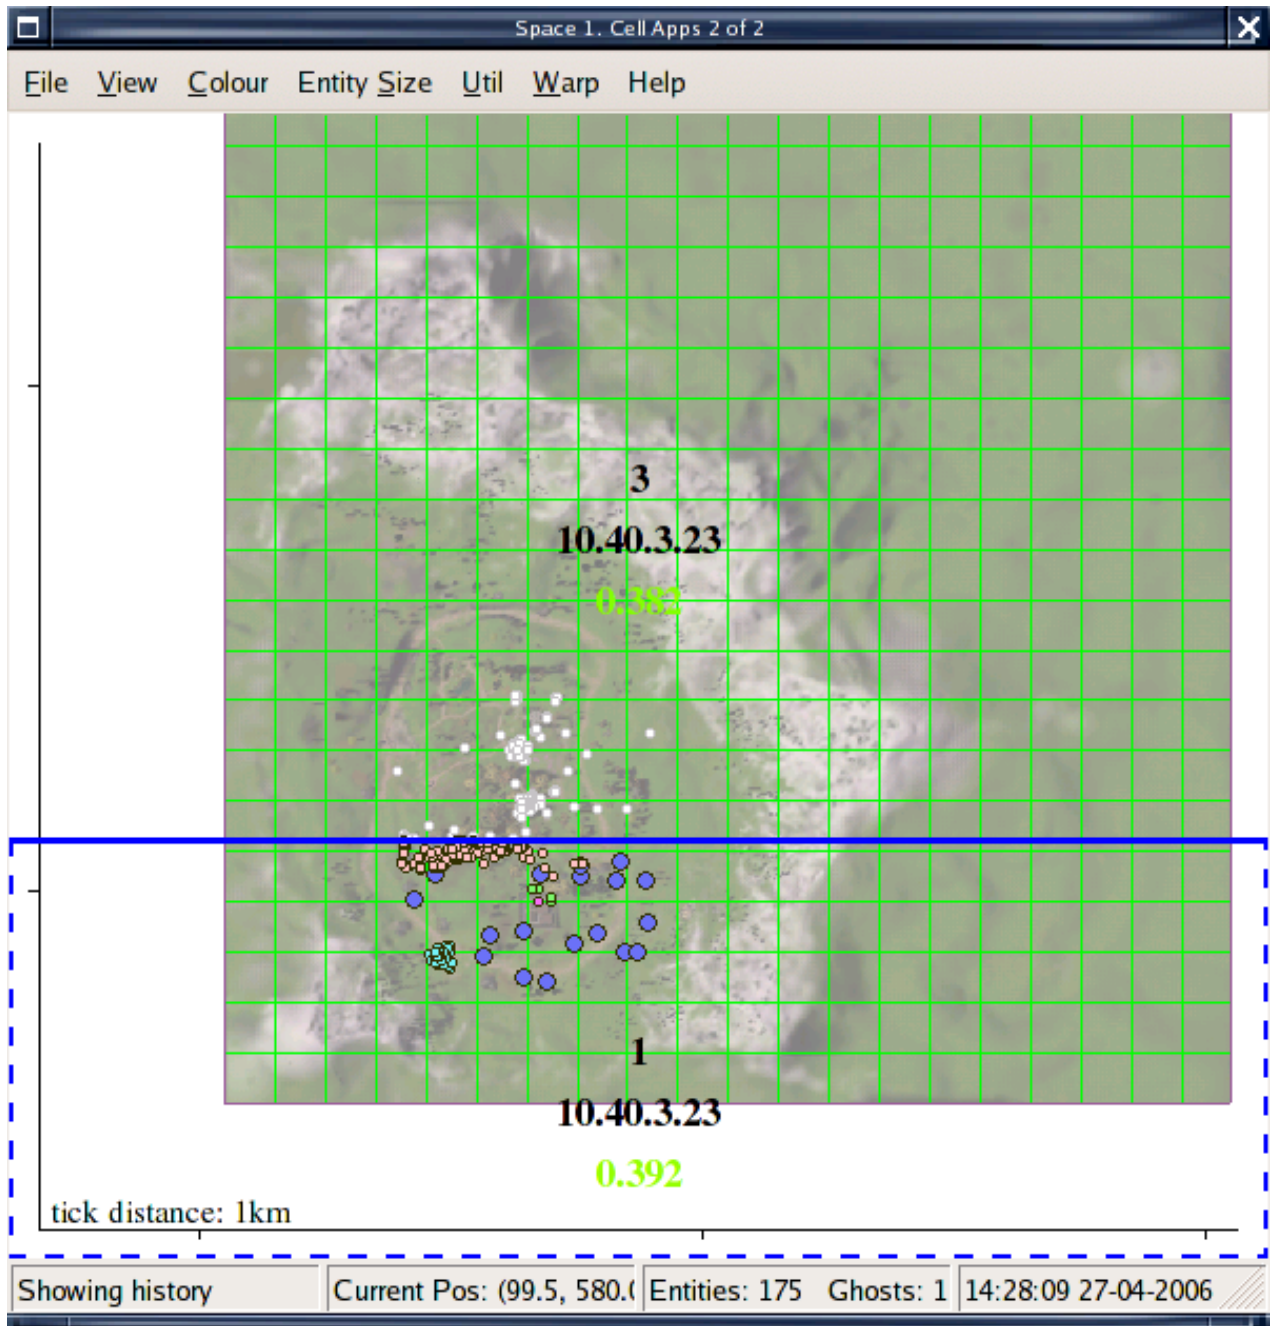 Space 1. Cell Apps 2 of 2
File View Colour Entity Size Util Warp Help
3
10.40.3.23
0.382
1
10.40.3.23
0.392
tick distance: 1km
Showing history Current Pos: (99.5, 580.0 Entities: 175 Ghosts: 1 14:28:09 27-04-2006